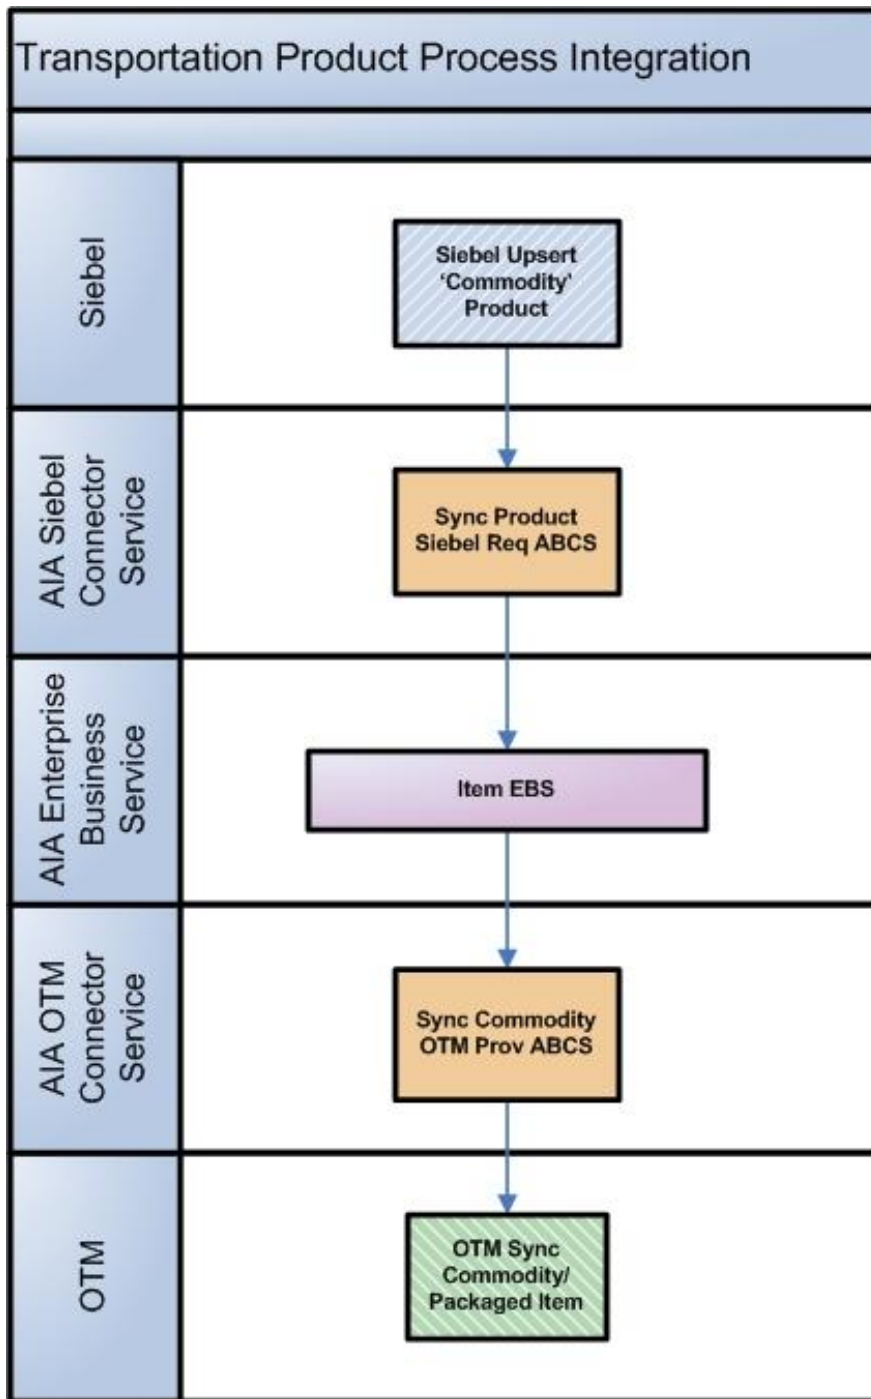 Transportation Product Process Integration
Siebel
Siebel Upsert
‘Commodity’
Product
AIA Siebel
Connector
Service
Sync Product
Siebel Req ABCS
AIA Enterprise
Business
Service
Item EBS
AIA OTM
Connector
Service
Sync Commodity
OTM Prov ABCS
OTM
OTM Sync
Commodity/
Packaged Item